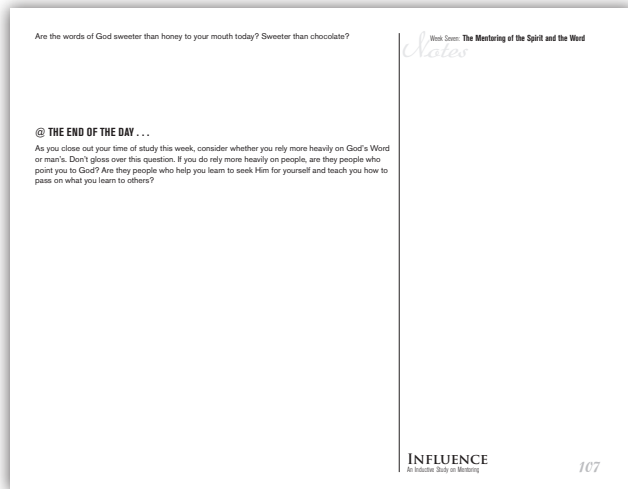 Are the words of God sweeter than honey to your mouth today? Sweeter than chocolate?
@ THE END OF THE DAY . . .
As you close out your time of study this week, consider whether you rely more heavily on God's Word
or man's. Don't gloss over this question. If you do rely more heavily on people, are they people who
point you to God? Are they people who help you learn to seek Him for yourself and teach you how to
pass on what you learn to others?
Week Seven: The Mentoring of the Spirit and the Word
Notes
INFLUENCE
An Inductive Study on Mentoring
107